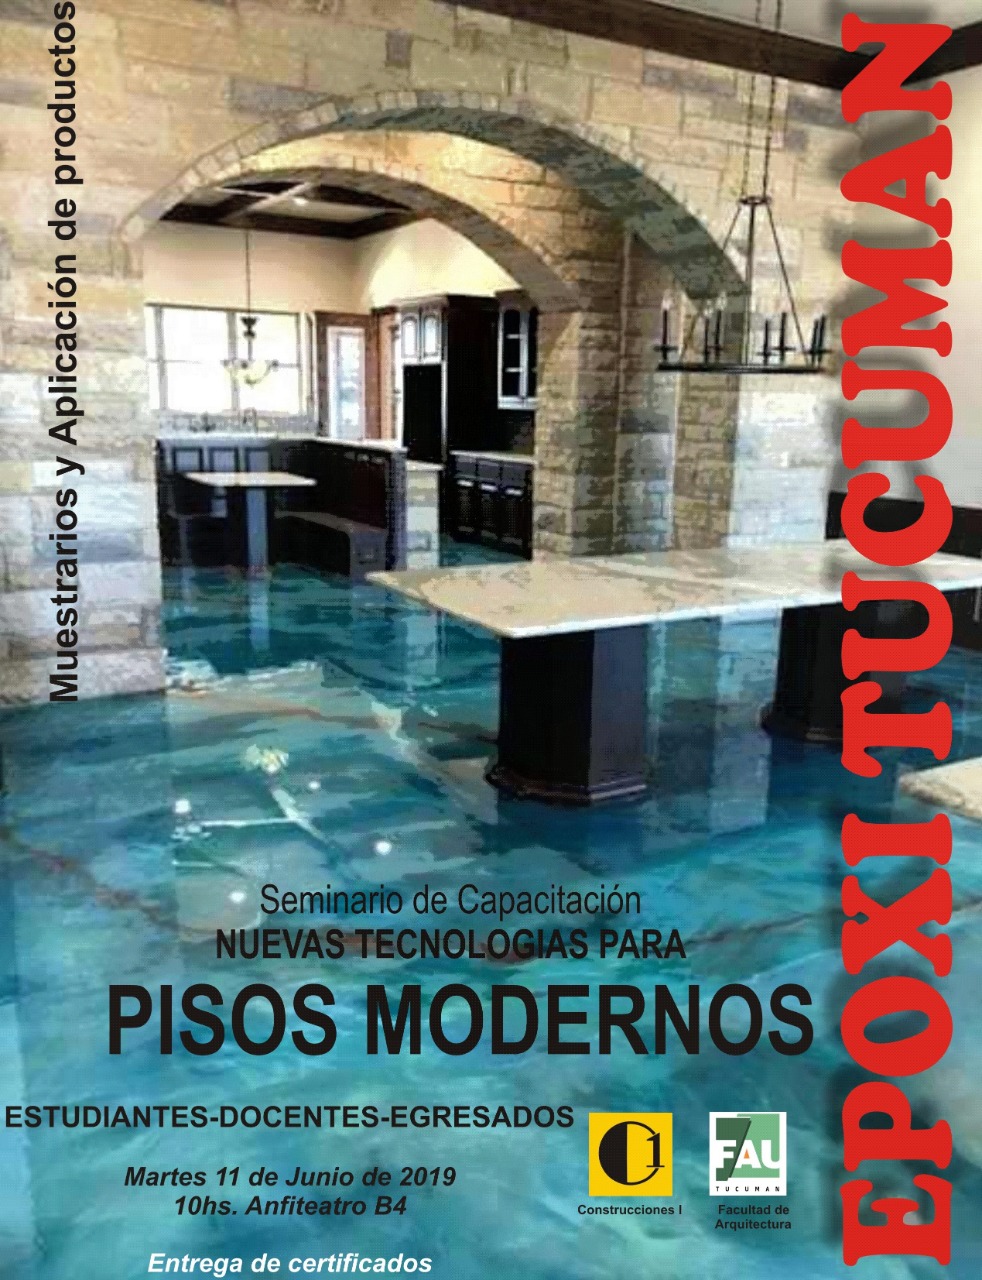 Muestrarios y Aplicación de productos
EPOXI TUCUMAN
Seminario de Capacitación
NUEVAS TECNOLOGIAS PARA
PISOS MODERNOS
ESTUDIANTES-DOCENTES-EGRESADOS
Martes 11 de Junio de 2019
10hs. Anfiteatro B4
Entrega de certificados
C1
Construcciones I
FAU
TUCUMAN
Facultad de
Arquitectura